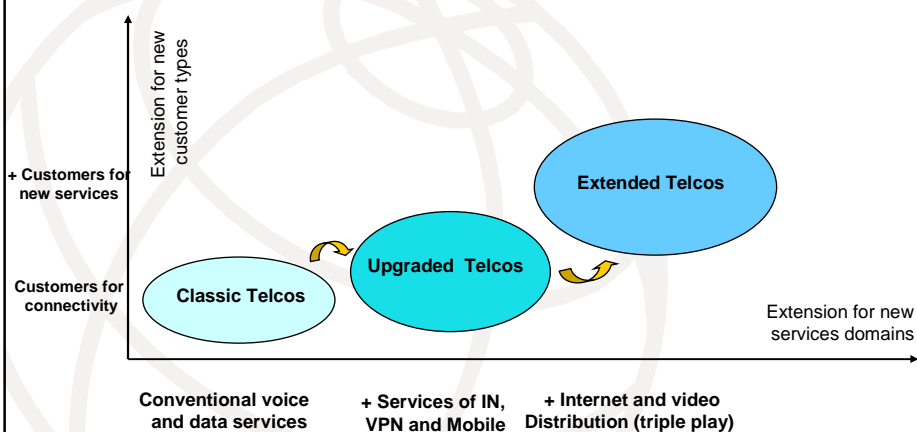 Extension for new
customer types
+ Customers for
new services
Customers for
connectivity
Classic Telcos
Upgraded  Telcos
Extended Telcos
Extension for new
services domains
Conventional voice
and data services
+ Services of IN,
VPN and Mobile
+ Internet and video
Distribution (triple play)